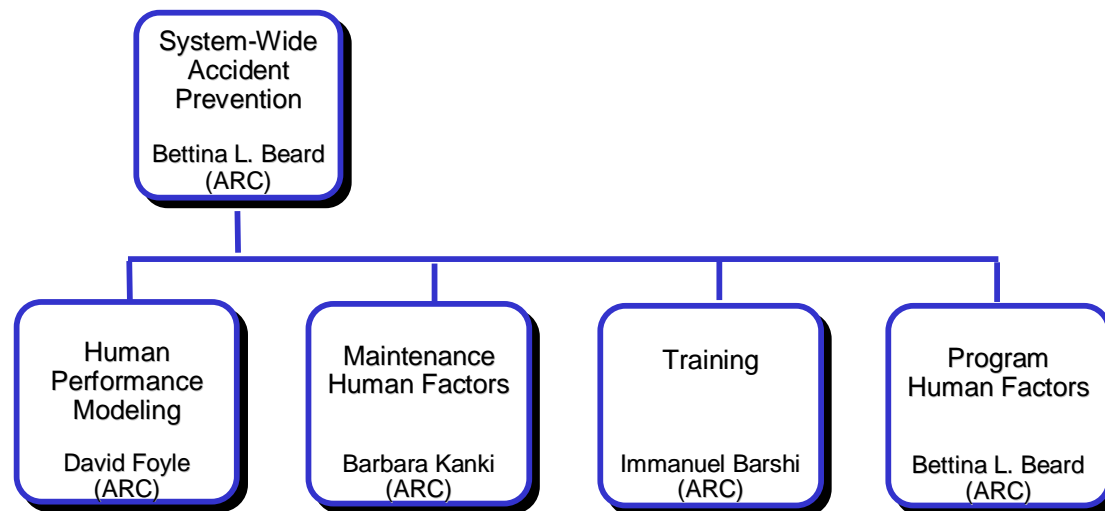 System-Wide
Accident
Prevention
Bettina L. Beard
(ARC)
Human
Performance
Modeling
David Foyle
(ARC)
Maintenance
Human Factors
Barbara Kanki
(ARC)
Training
Immanuel Barshi
(ARC)
Program
Human Factors
Bettina L. Beard
(ARC)